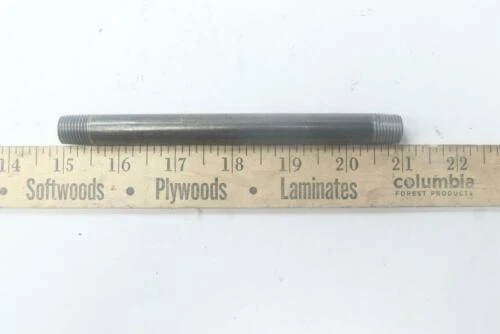 14 15 16 17 18 19 20 21 22
• Softwoods • Plywoods • Laminates columbia
FOREST PRODUCTS